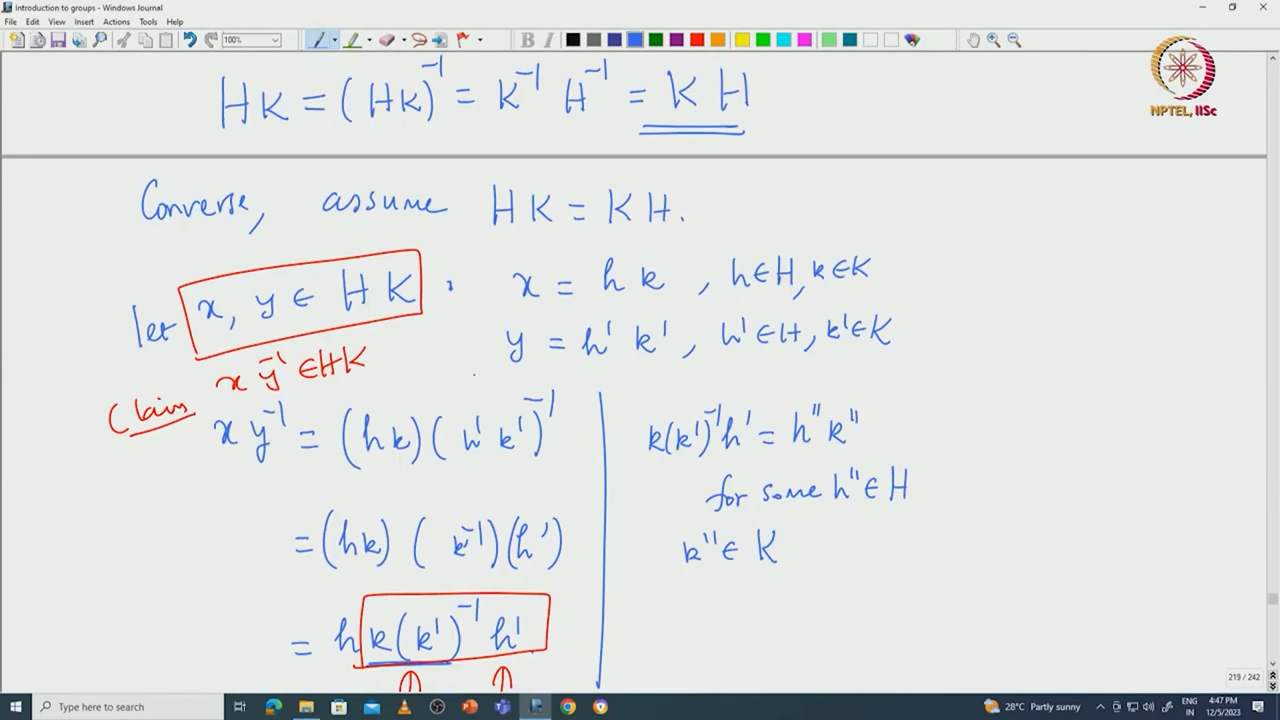 Introduction to groups - Windows Journal
File Edit View Insert Actions Tools Help
100%
B I
NPTEL, IISc
HK = (HK)⁻¹ = K⁻¹ H⁻¹ = K H
Converse, assume HK = KH.
let x, y ∈ HK . x = h k , h∈H, k∈K
y = h' k' , h'∈H, k'∈K
Claim x y⁻¹ ∈ HK
x y⁻¹ = (hk)(h' k')⁻¹
k(k')⁻¹h' = h''k''
for some h''∈H
k''∈ K
= (hk) ( k'⁻¹)(h')
= h k(k')⁻¹ h'.
219 / 242
Type here to search
28°C Partly sunny
ENG
IN
4:47 PM
12/5/2023